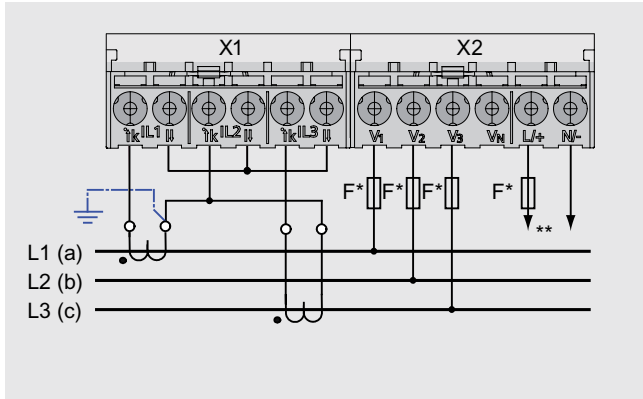 X1 X2
°k IL1 °l °k IL2 °l °k IL3 °l V1 V2 V3 VN L/+ N/-
F* F* F* F*
**
L1 (a)
L2 (b)
L3 (c)